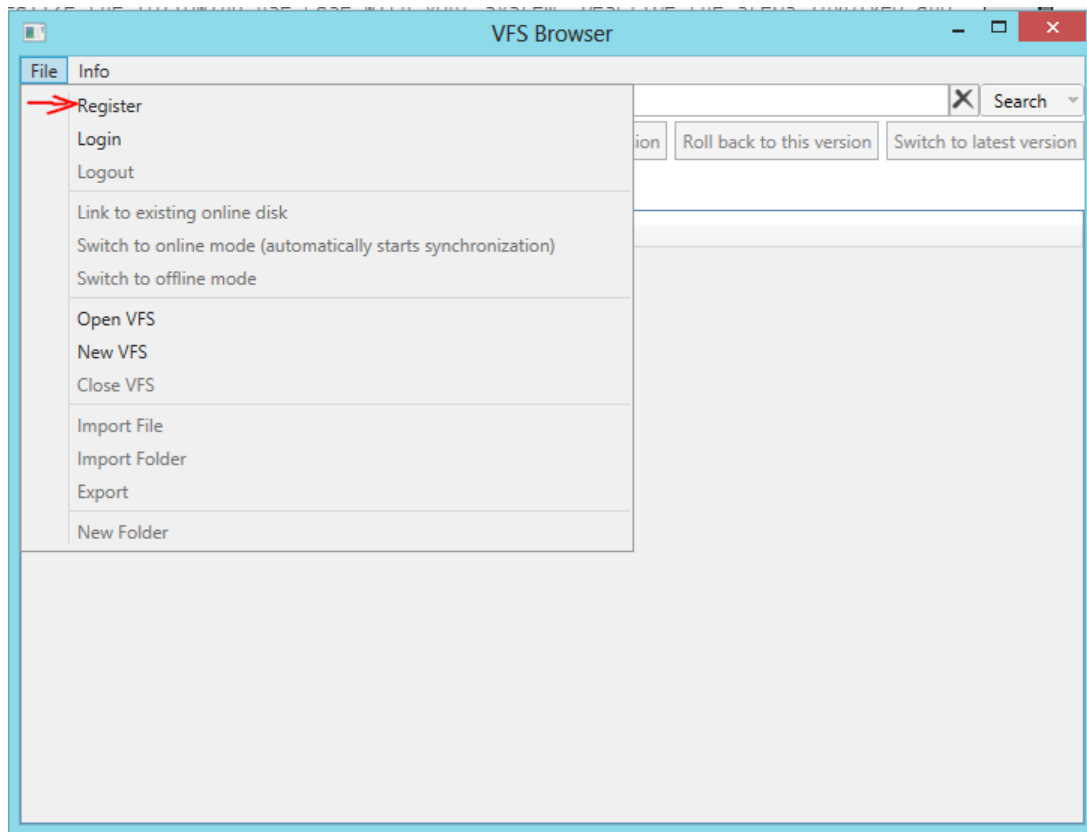 VFS Browser
File Info
Register
Search
Login
ion Roll back to this version Switch to latest version
Logout
Link to existing online disk
Switch to online mode (automatically starts synchronization)
Switch to offline mode
Open VFS
New VFS
Close VFS
Import File
Import Folder
Export
New Folder